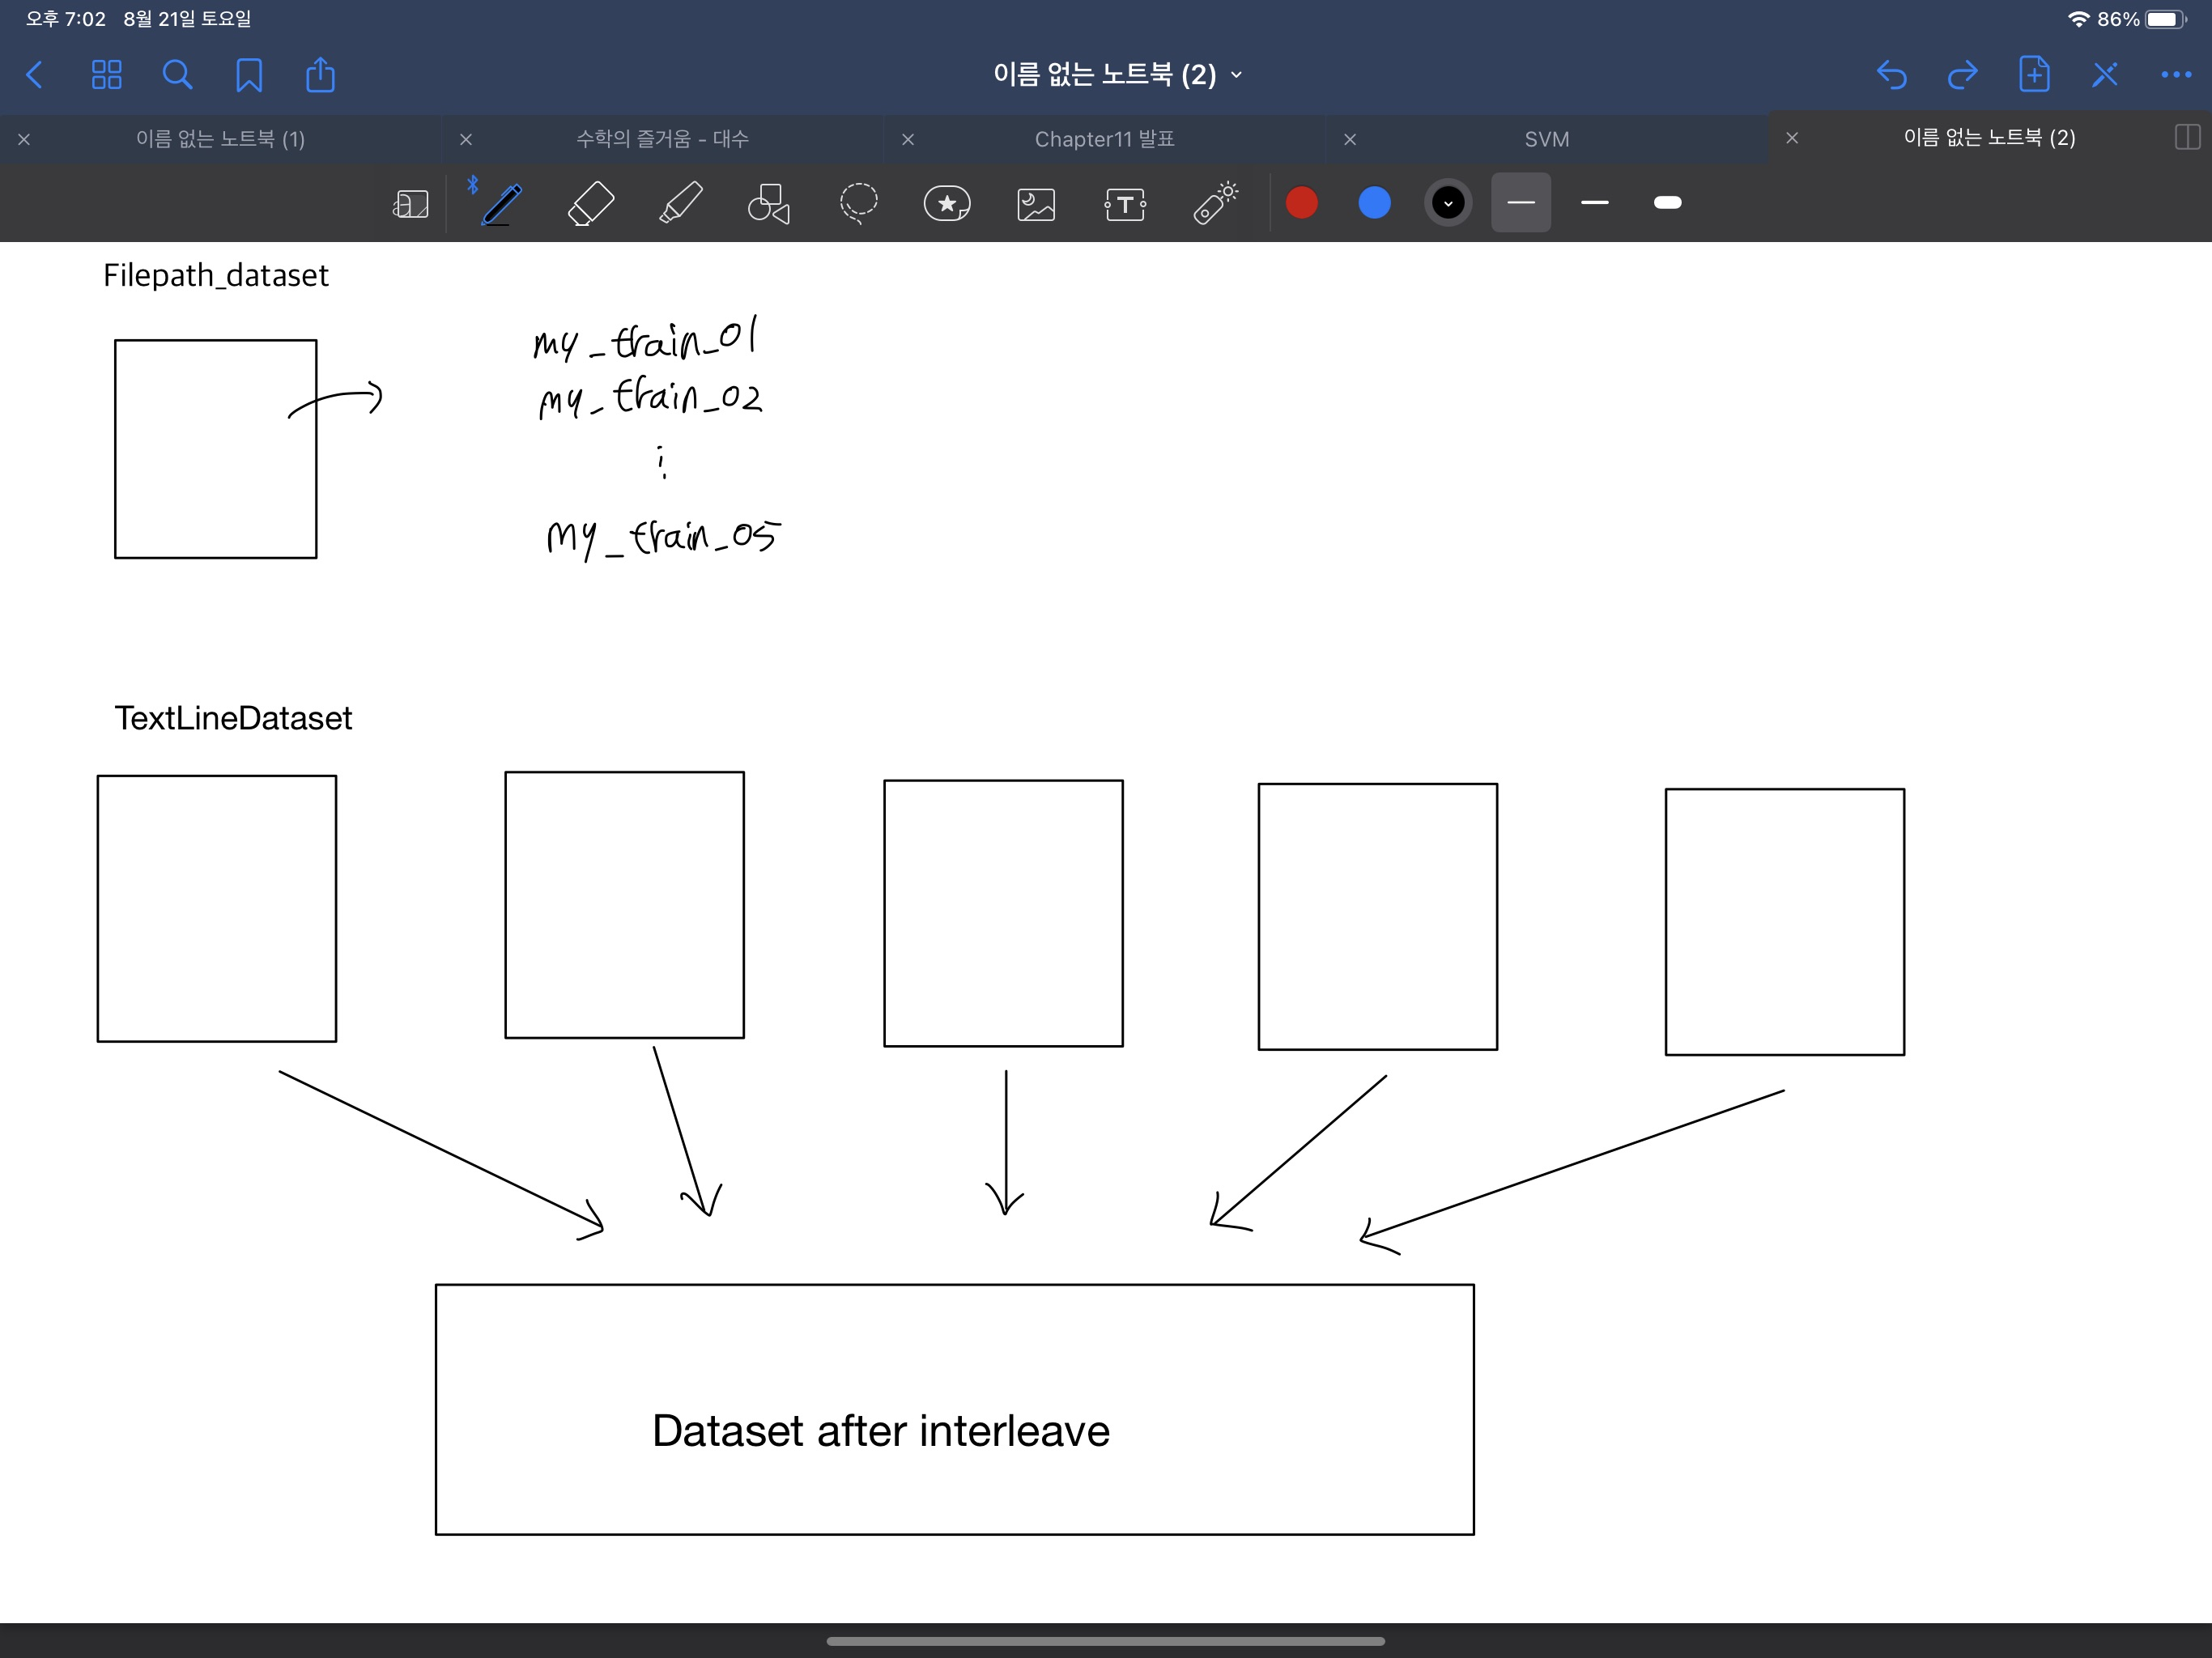 오후 7:02 8월 21일 토요일
86%
이름 없는 노트북 (2)
이름 없는 노트북 (1)
수학의 즐거움 - 대수
Chapter11 발표
SVM
이름 없는 노트북 (2)
Filepath_dataset
my_train_01
my_train_02
my_train_05
TextLineDataset
Dataset after interleave